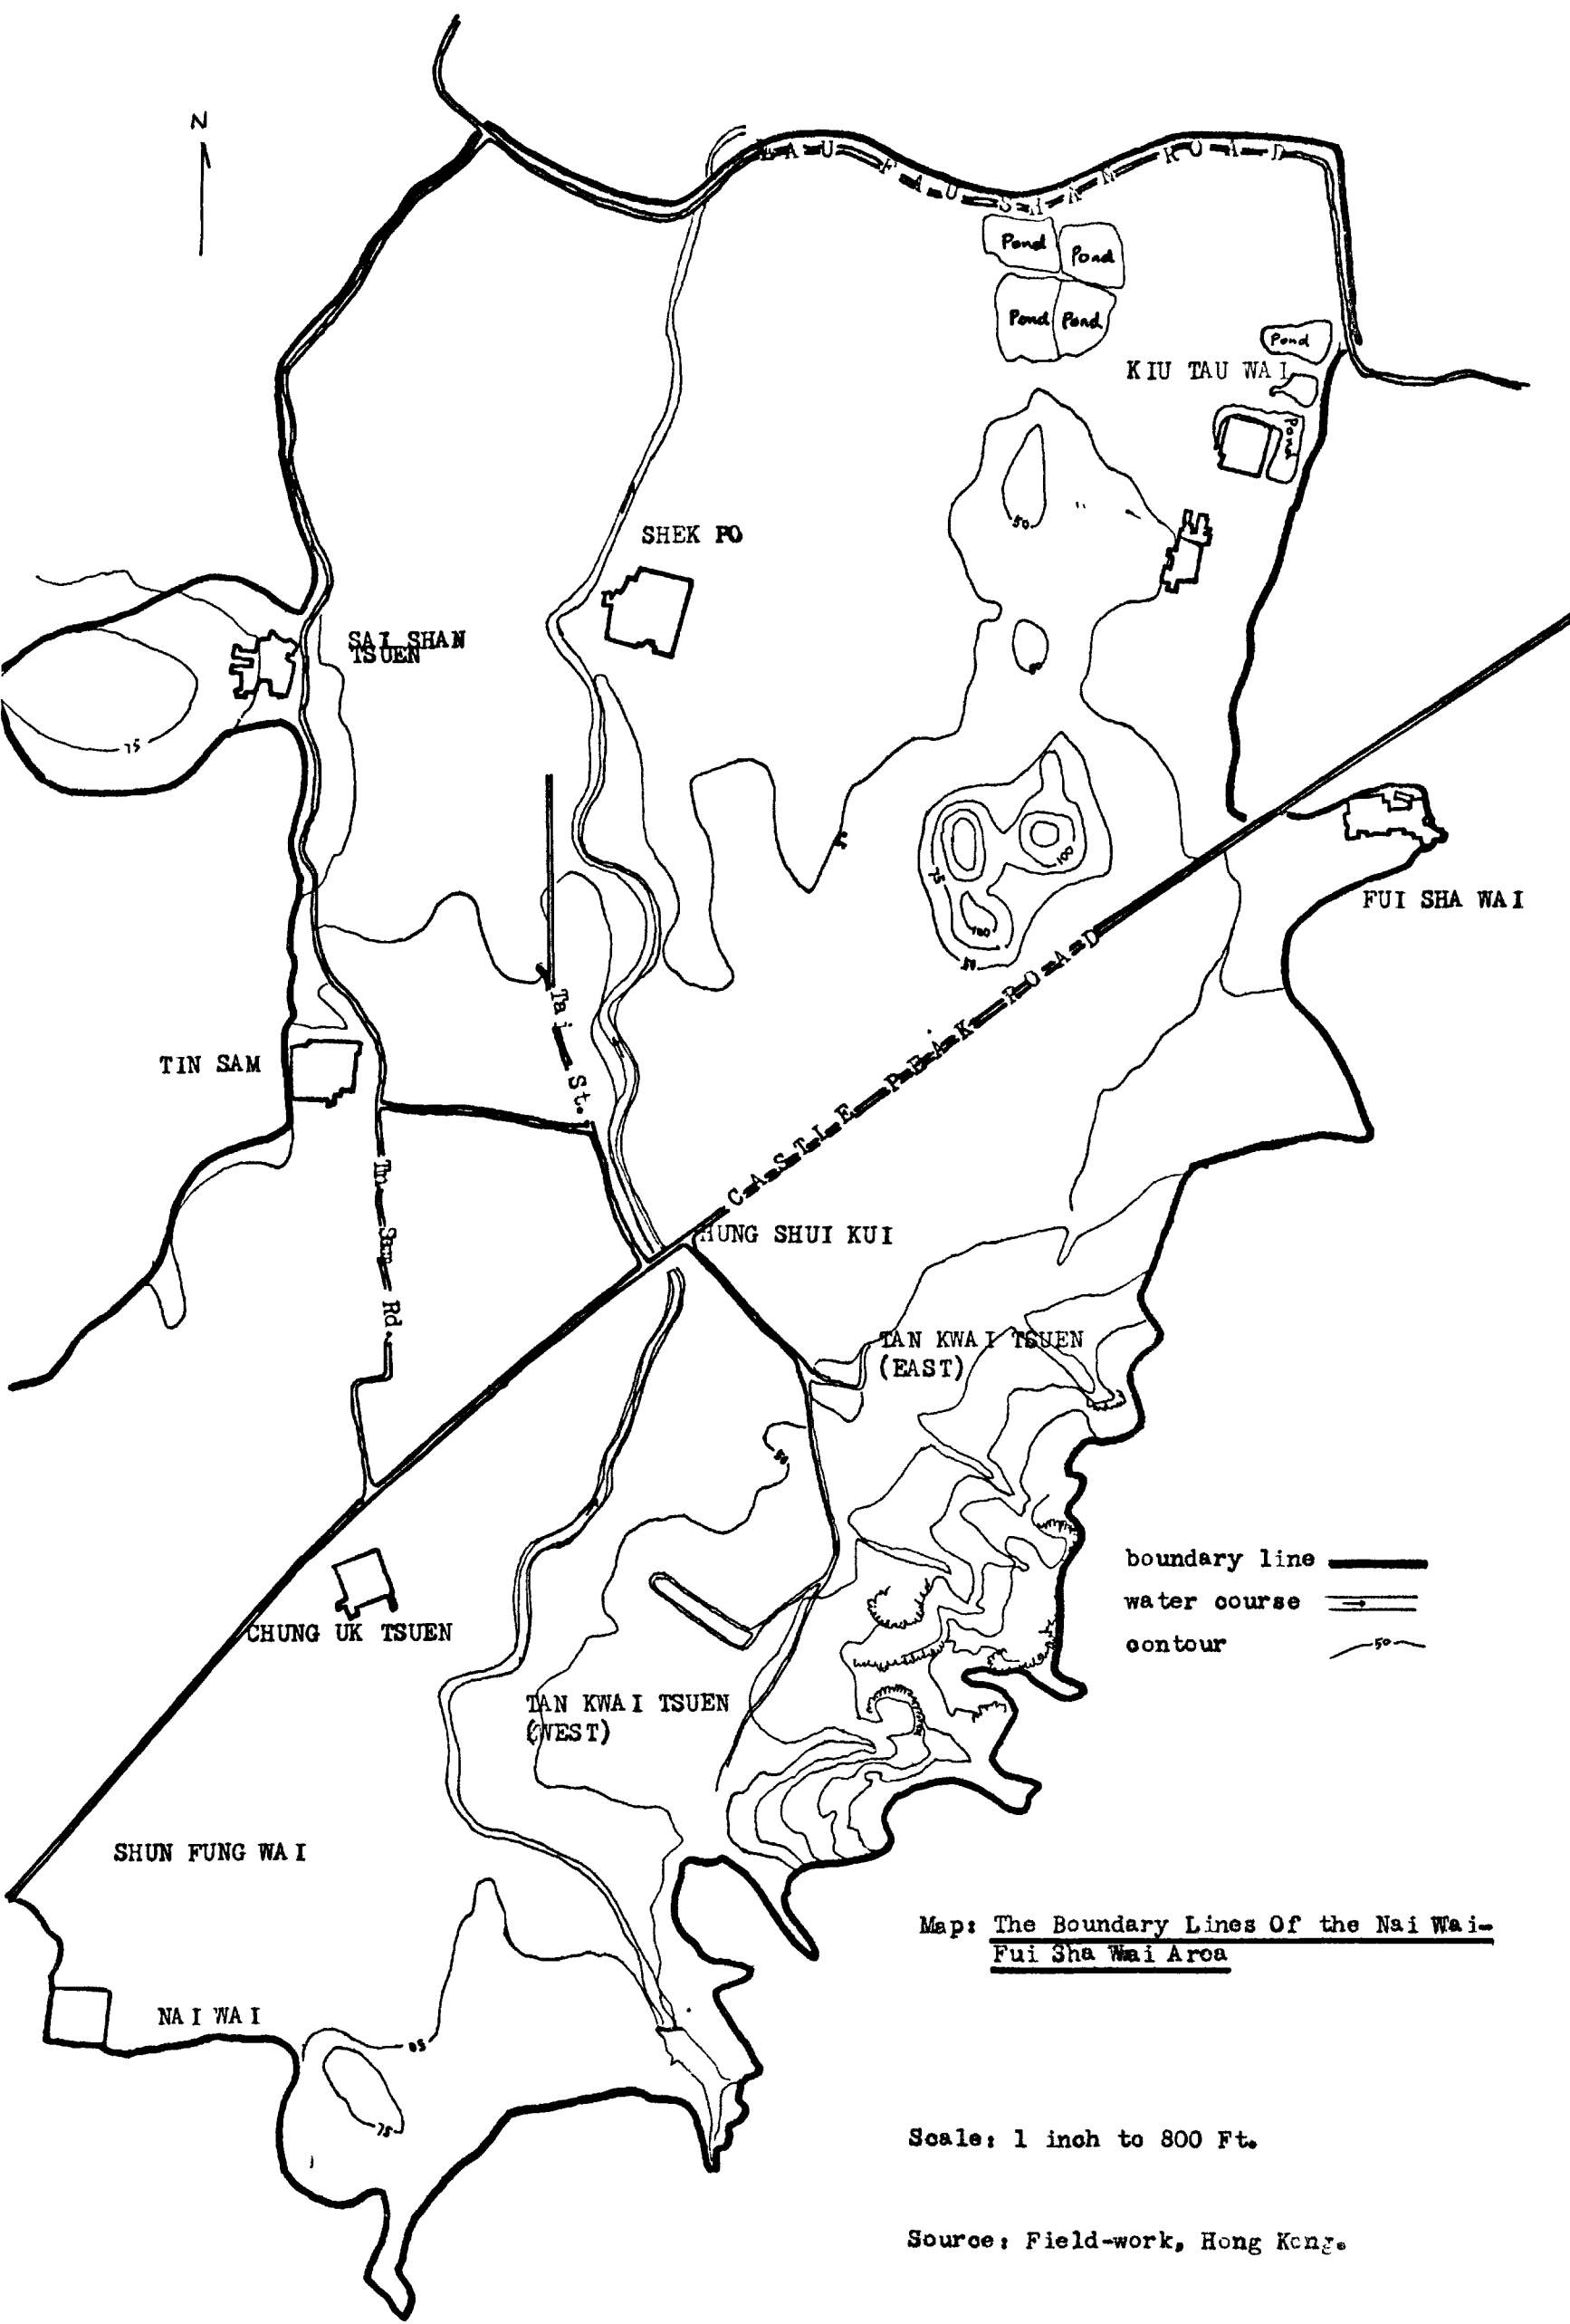 N
LAU FAU SHAN ROAD
Pond
Pond
Pond
Pond
Pond
KIU TAU WAI
Pond
50
SHEK PO
SAI SHAN
TSUEN
75
100
75
100
50
FUI SHA WAI
Tai St.
CASTLE PEAK ROAD
TIN SAM
Tin Sam Rd.
HUNG SHUI KUI
TAN KWAI TSUEN
(EAST)
50
boundary line
water course
contour
50
CHUNG UK TSUEN
TAN KWAI TSUEN
(WEST)
SHUN FUNG WAI
Map: The Boundary Lines Of the Nai Wai-
Fui Sha Wai Area
NAI WAI
75
Scale: 1 inch to 800 Ft.
Source: Field-work, Hong Kong.